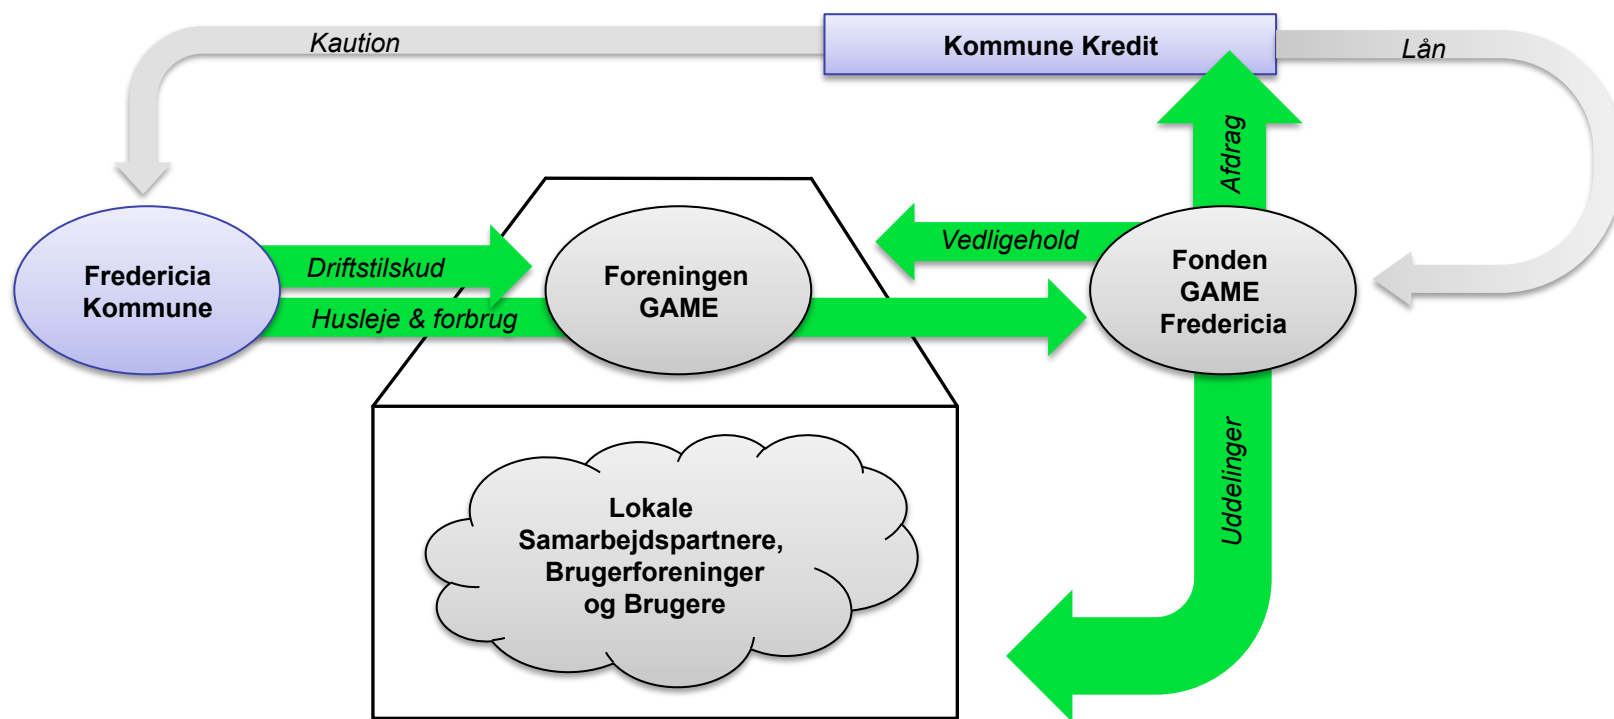 Kaution
Kommune Kredit
Lån
Afdrag
Fredericia
Kommune
Driftstilskud
Husleje & forbrug
Foreningen
GAME
Vedligehold
Fonden
GAME
Fredericia
Uddelinger
Lokale
Samarbejdspartnere,
Brugerforeninger
og Brugere